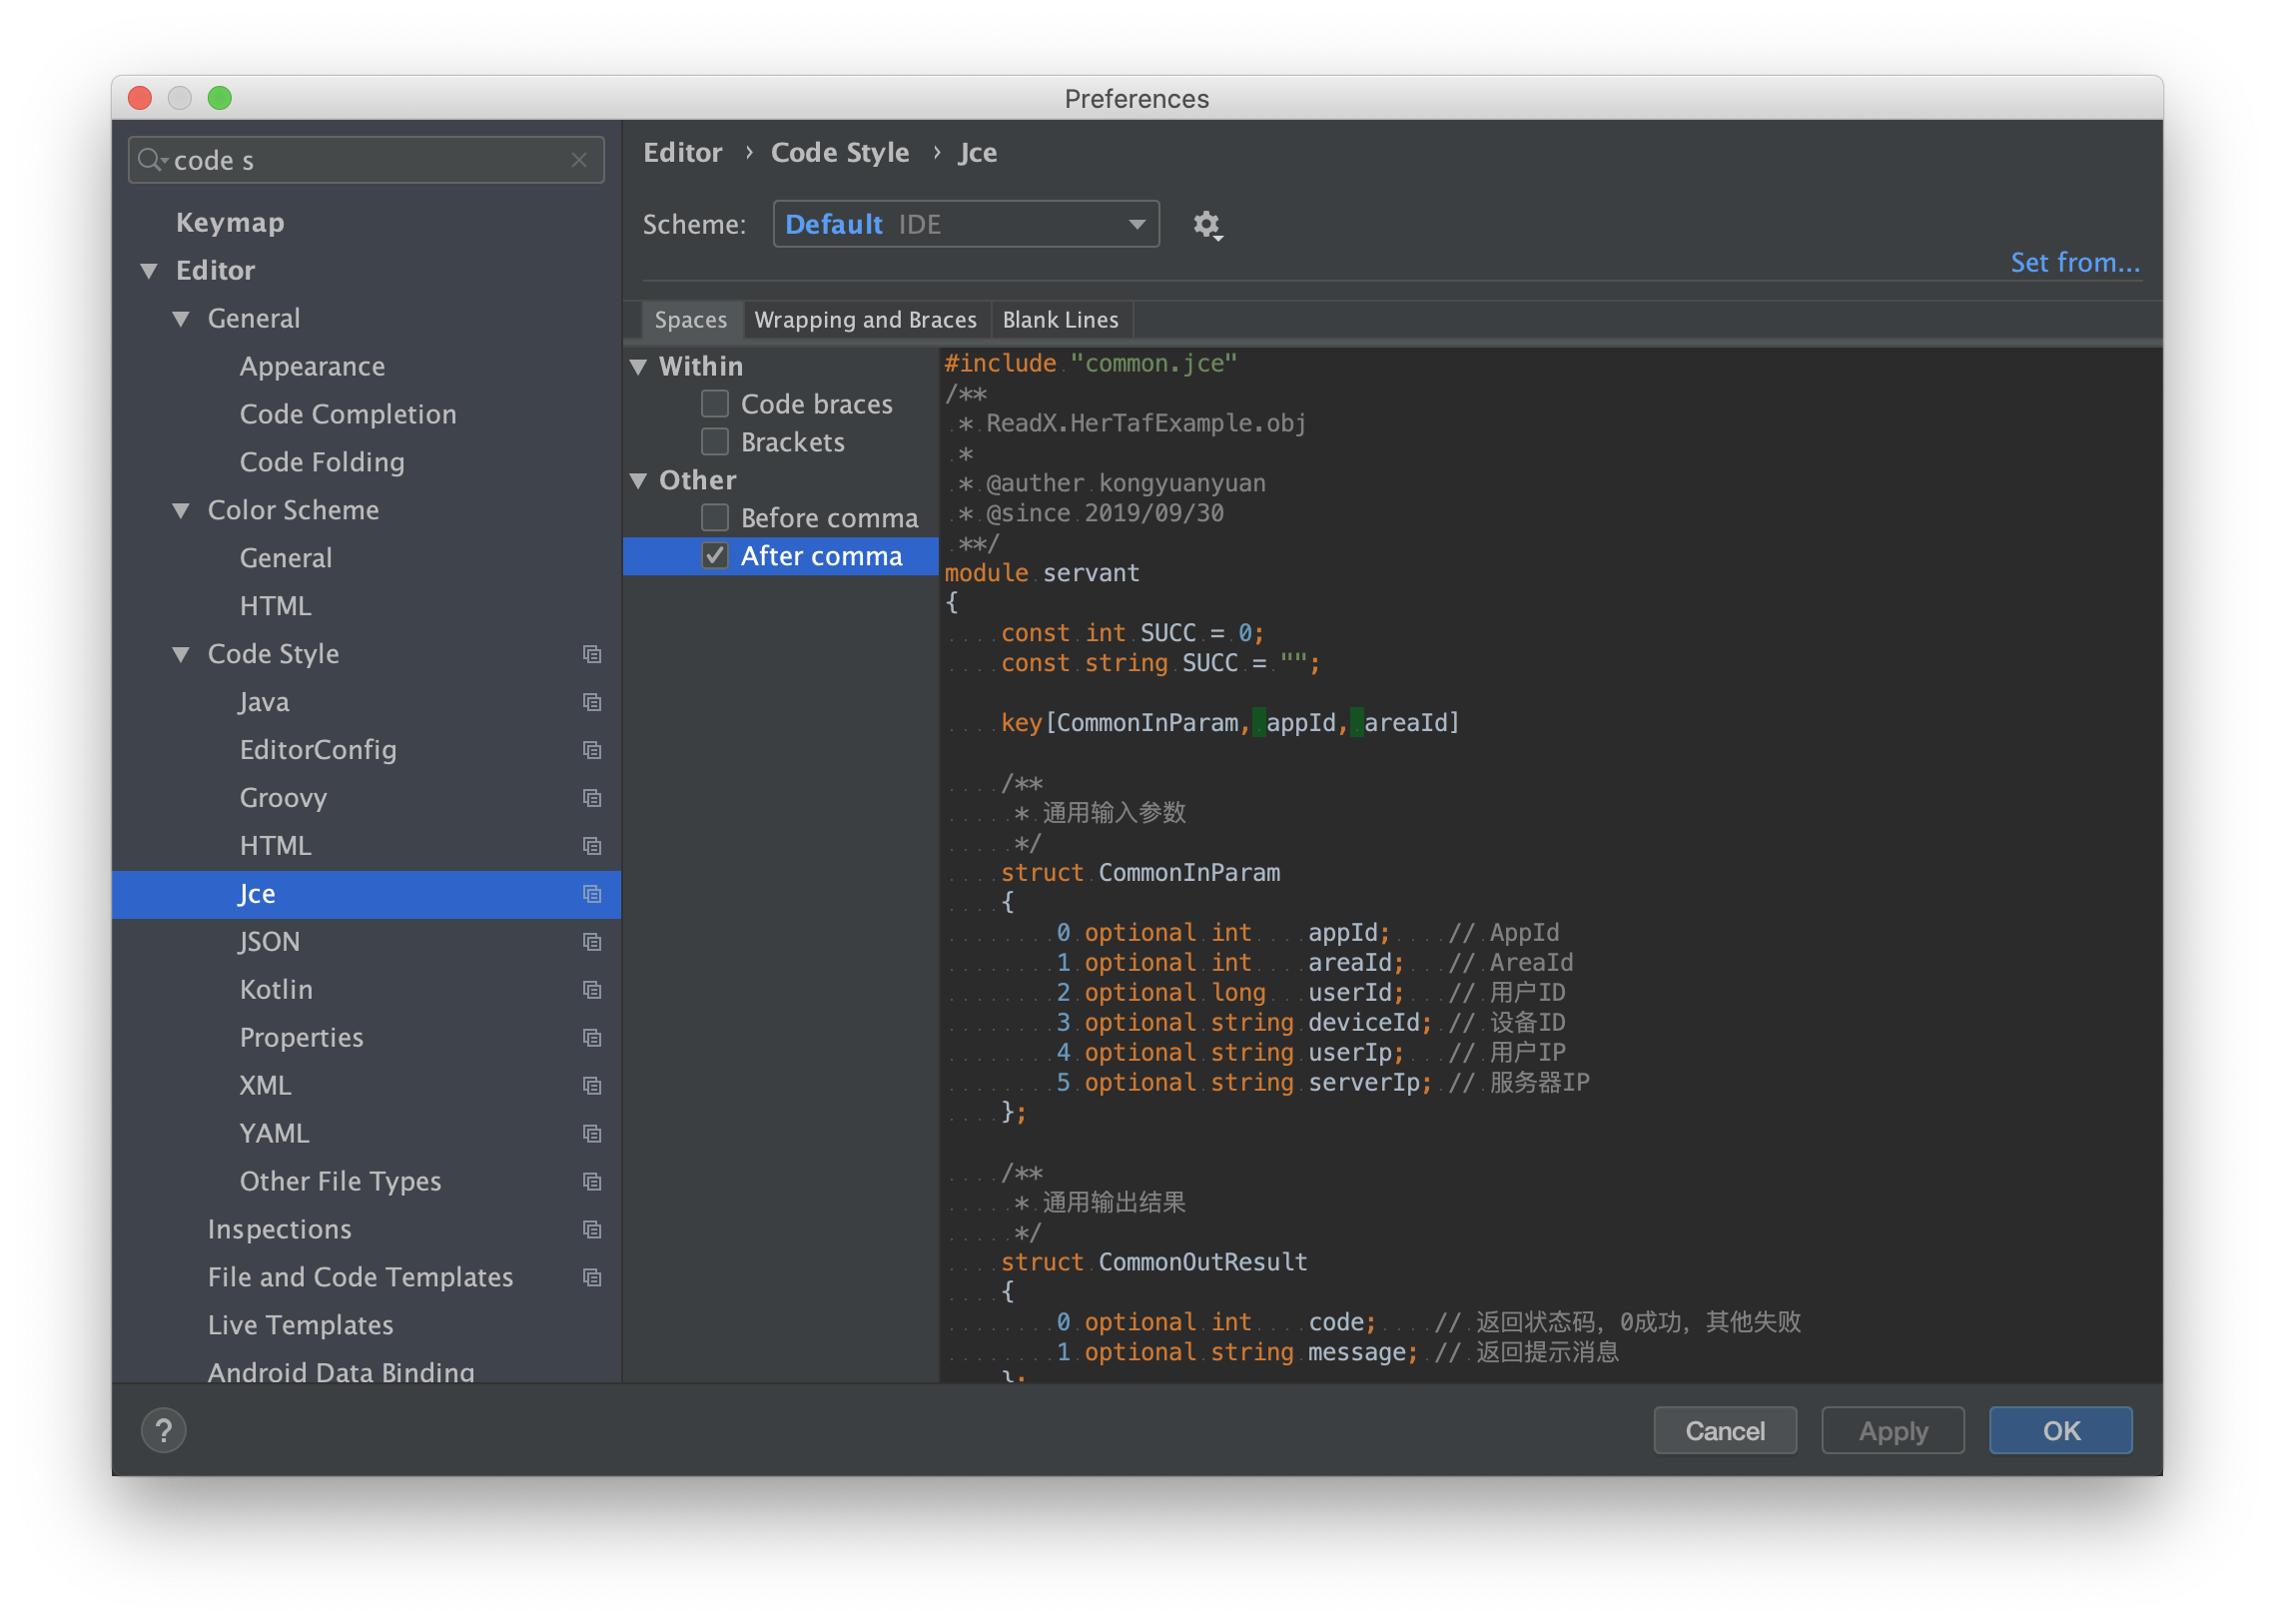 Preferences
code s
Keymap
Editor
General
Appearance
Code Completion
Code Folding
Color Scheme
General
HTML
Code Style
Java
EditorConfig
Groovy
HTML
Jce
JSON
Kotlin
Properties
XML
YAML
Other File Types
Inspections
File and Code Templates
Live Templates
Android Data Binding
Editor › Code Style › Jce
Scheme: Default IDE
Set from...
Spaces Wrapping and Braces Blank Lines
Within
Code braces
Brackets
Other
Before comma
After comma
#include "common.jce"
/**
 * ReadX.HerTafExample.obj
 *
 * @auther kongyuanyuan
 * @since 2019/09/30
 **/
module servant
{
    const int SUCC = 0;
    const string SUCC = "";
    key[CommonInParam, appId, areaId]
    /**
     * 通用输入参数
     */
    struct CommonInParam
    {
        0 optional int    appId;    // AppId
        1 optional int    areaId;   // AreaId
        2 optional long   userId;   // 用户ID
        3 optional string deviceId; // 设备ID
        4 optional string userIp;   // 用户IP
        5 optional string serverIp; // 服务器IP
    };
    /**
     * 通用输出结果
     */
    struct CommonOutResult
    {
        0 optional int    code;    // 返回状态码，0成功，其他失败
        1 optional string message; // 返回提示消息
    };
? Cancel Apply OK